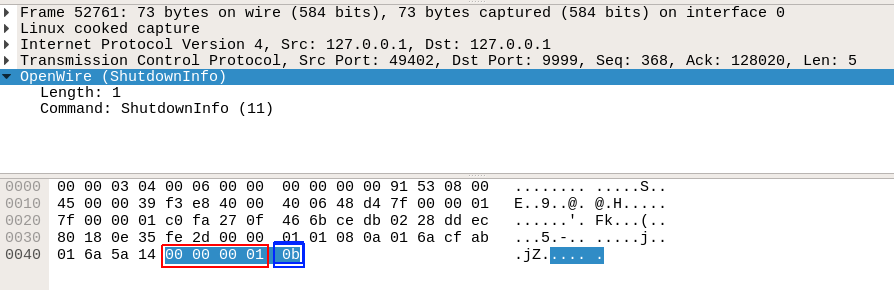 Frame 52761: 73 bytes on wire (584 bits), 73 bytes captured (584 bits) on interface 0
Linux cooked capture
Internet Protocol Version 4, Src: 127.0.0.1, Dst: 127.0.0.1
Transmission Control Protocol, Src Port: 49402, Dst Port: 9999, Seq: 368, Ack: 128020, Len: 5
OpenWire (ShutdownInfo)
Length: 1
Command: ShutdownInfo (11)
0000 00 00 03 04 00 06 00 00 00 00 00 00 91 53 08 00 ........ .....S..
0010 45 00 00 39 f3 e8 40 00 40 06 48 d4 7f 00 00 01 E..9..@. @.H.....
0020 7f 00 00 01 c0 fa 27 0f 46 6b ce db 02 28 dd ec ......'. Fk...(..
0030 80 18 0e 35 fe 2d 00 00 01 01 08 0a 01 6a cf ab ...5.-.. .....j..
0040 01 6a 5a 14 00 00 00 01 0b .jZ..... .